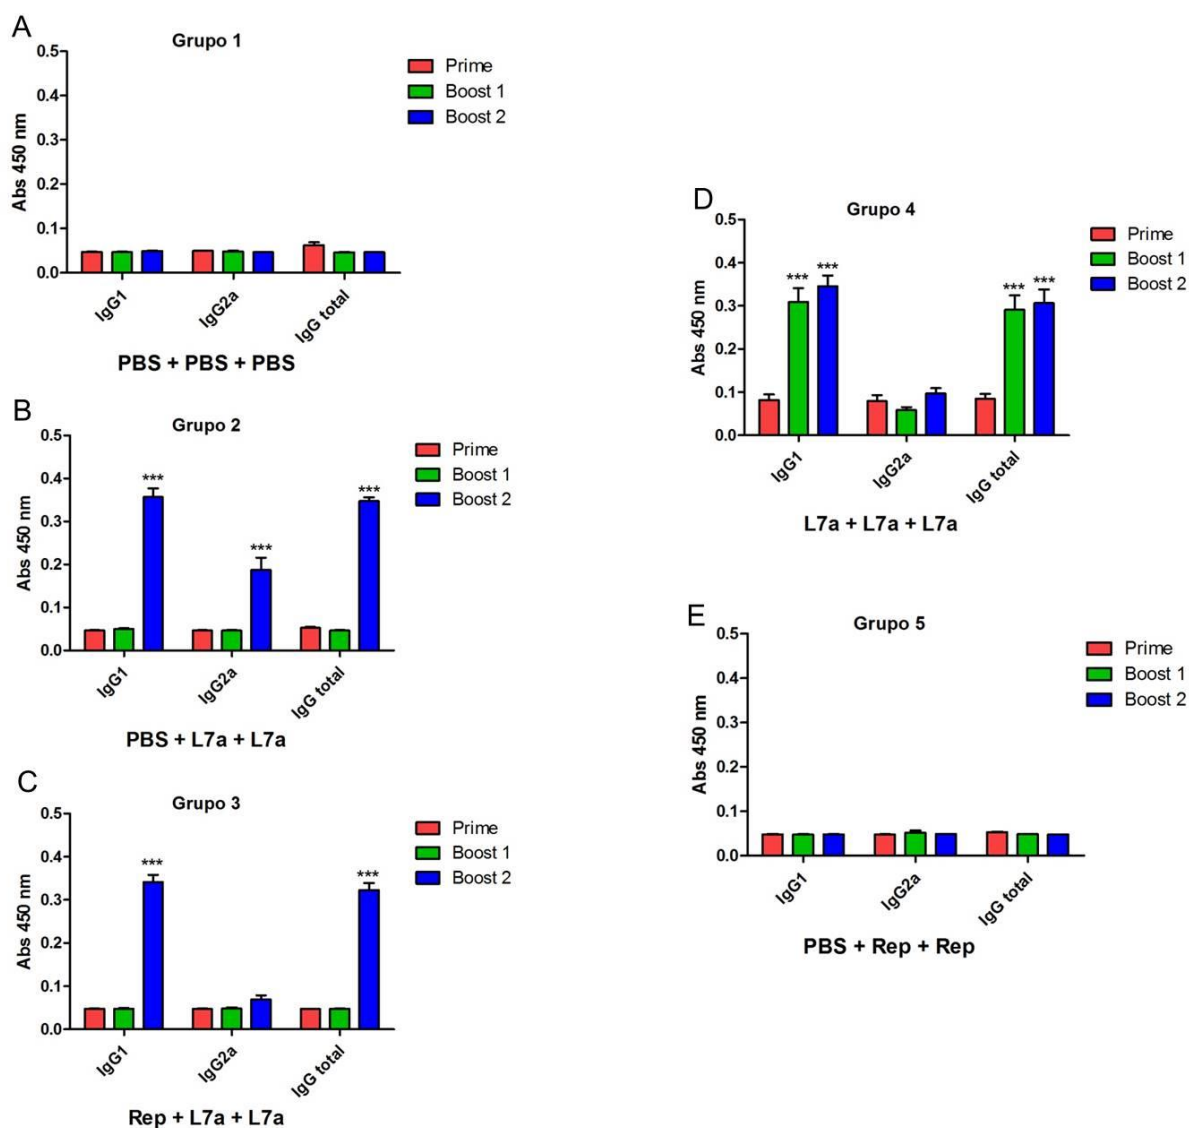 A
Grupo 1
Abs 450 nm
0.5
0.4
0.3
0.2
0.1
0.0
IgG1
IgG2a
IgG total
Prime
Boost 1
Boost 2
PBS + PBS + PBS
B
Grupo 2
Abs 450 nm
0.5
0.4
0.3
0.2
0.1
0.0
***
***
***
IgG1
IgG2a
IgG total
Prime
Boost 1
Boost 2
PBS + L7a + L7a
C
Grupo 3
Abs 450 nm
0.5
0.4
0.3
0.2
0.1
0.0
***
***
IgG1
IgG2a
IgG total
Prime
Boost 1
Boost 2
Rep + L7a + L7a
D
Grupo 4
Abs 450 nm
0.5
0.4
0.3
0.2
0.1
0.0
*** ***
*** ***
IgG1
IgG2a
IgG total
Prime
Boost 1
Boost 2
L7a + L7a + L7a
E
Grupo 5
Abs 450 nm
0.5
0.4
0.3
0.2
0.1
0.0
IgG1
IgG2a
IgG total
Prime
Boost 1
Boost 2
PBS + Rep + Rep